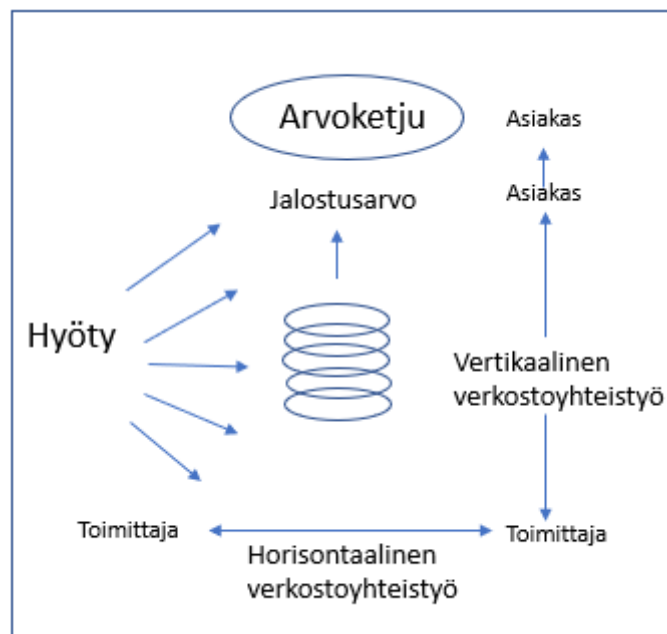 Arvoketju
Asiakas
Jalostusarvo
Asiakas
Hyöty
Vertikaalinen
verkostoyhteistyö
Toimittaja
Toimittaja
Horisontaalinen
verkostoyhteistyö